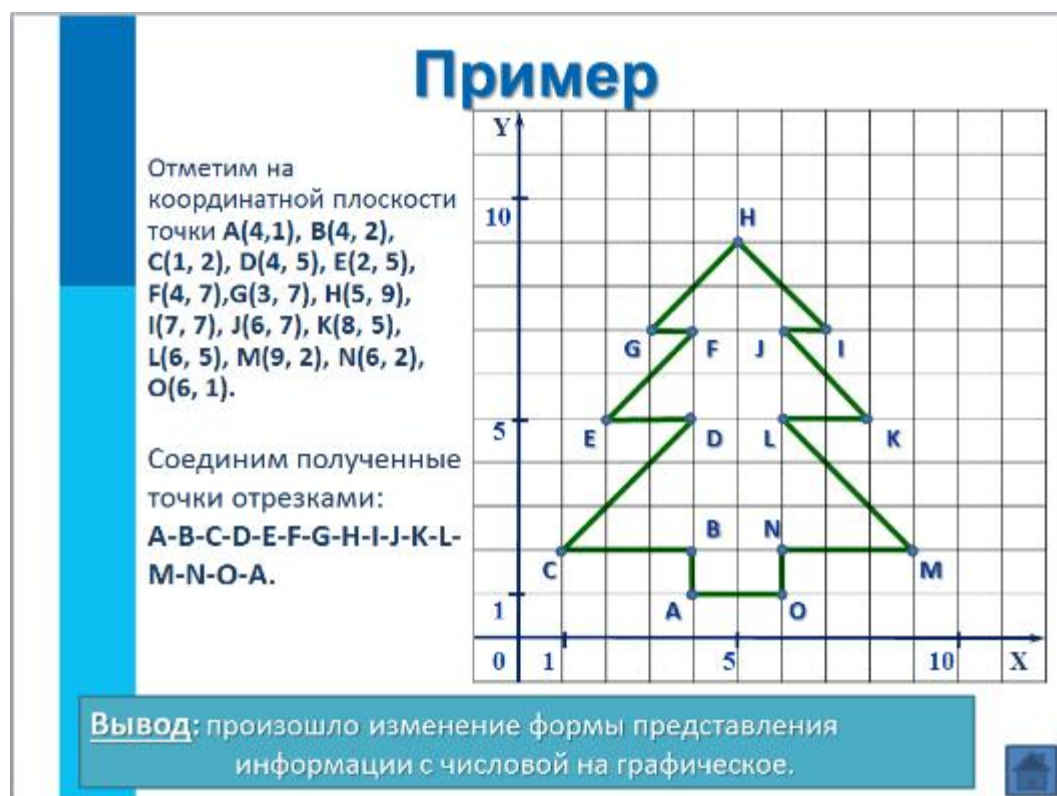 Пример
Отметим на
координатной плоскости
точки A(4,1), B(4, 2),
C(1, 2), D(4, 5), E(2, 5),
F(4, 7),G(3, 7), H(5, 9),
I(7, 7), J(6, 7), K(8, 5),
L(6, 5), M(9, 2), N(6, 2),
O(6, 1).
Соединим полученные
точки отрезками:
A-B-C-D-E-F-G-H-I-J-K-L-
M-N-O-A.
Y
10
H
G F J I
5
E D L K
B N
C M
1
A O
0 1 5 10 X
Вывод: произошло изменение формы представления
информации с числовой на графическое.